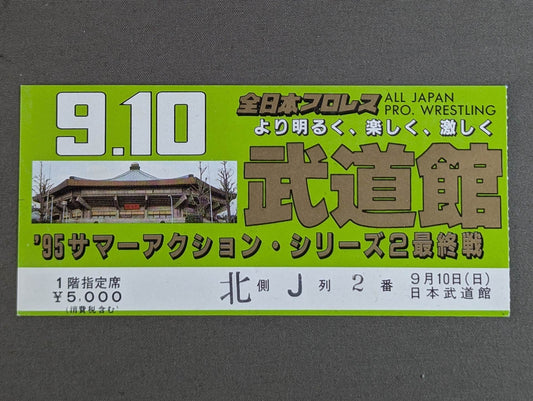 9.10
全日本プロレス ALL JAPAN PRO. WRESTLING
より明るく、楽しく、激しく
武道館
'95サマーアクション・シリーズ2最終戦
1階指定席
¥5,000
(消費税含む)
北側 J列 2番
9月10日(日)
日本武道館